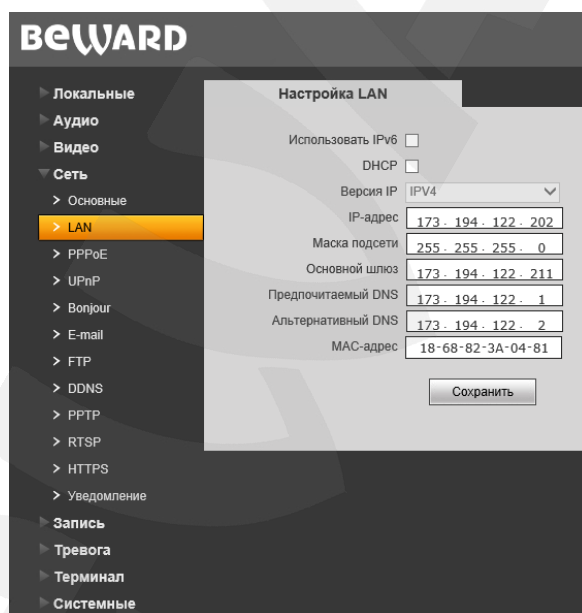 BEWARD
Локальные
Аудио
Видео
Сеть
> Основные
> LAN
> PPPoE
> UPnP
> Bonjour
> E-mail
> FTP
> DDNS
> PPTP
> RTSP
> HTTPS
> Уведомление
Запись
Тревога
Терминал
Системные
Настройка LAN
Использовать IPv6
DHCP
Версия IP IPV4
IP-адрес 173 . 194 . 122 . 202
Маска подсети 255 . 255 . 255 . 0
Основной шлюз 173 . 194 . 122 . 211
Предпочитаемый DNS 173 . 194 . 122 . 1
Альтернативный DNS 173 . 194 . 122 . 2
MAC-адрес 18-68-82-3A-04-81
Сохранить